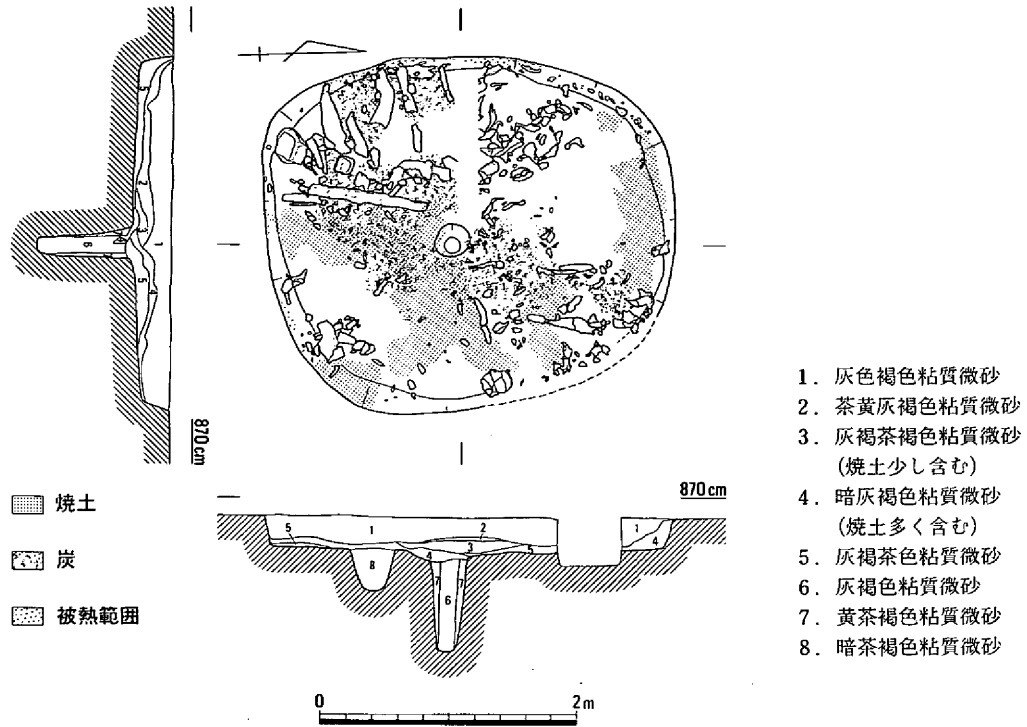 870cm
焼土
炭
被熱範囲
870cm
5
1
2
1
4
3
5
4
8
7
6
7
0
2m
1. 灰色褐色粘質微砂
2. 茶黄灰褐色粘質微砂
3. 灰褐茶褐色粘質微砂
(焼土少し含む)
4. 暗灰褐色粘質微砂
(焼土多く含む)
5. 灰褐茶色粘質微砂
6. 灰褐色粘質微砂
7. 黄茶褐色粘質微砂
8. 暗茶褐色粘質微砂